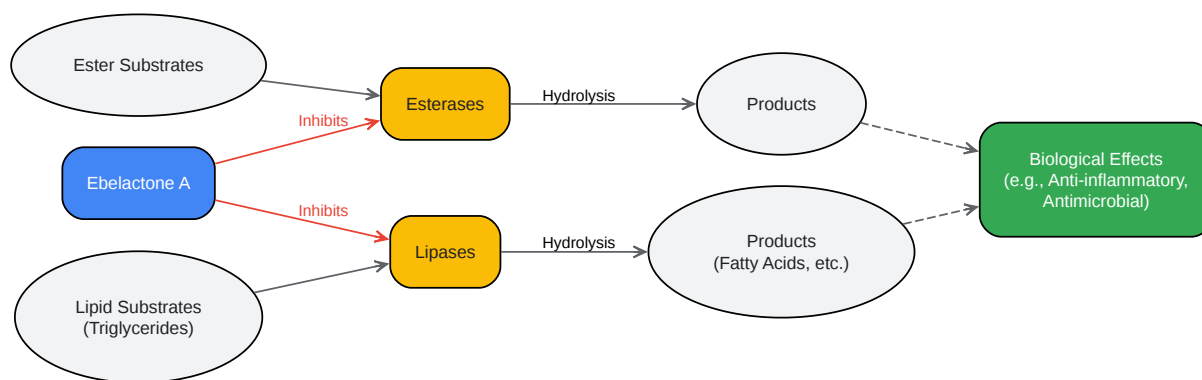 Ester Substrates
Esterases
Hydrolysis
Products
Inhibits
Ebelactone A
Biological Effects
(e.g., Anti-inflammatory,
Antimicrobial)
Inhibits
Lipases
Hydrolysis
Products
(Fatty Acids, etc.)
Lipid Substrates
(Triglycerides)